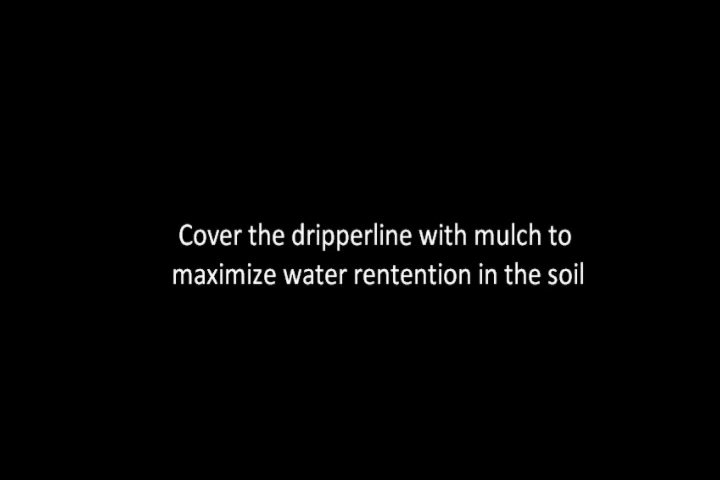 Cover the dripperline with mulch to
maximize water rentention in the soil